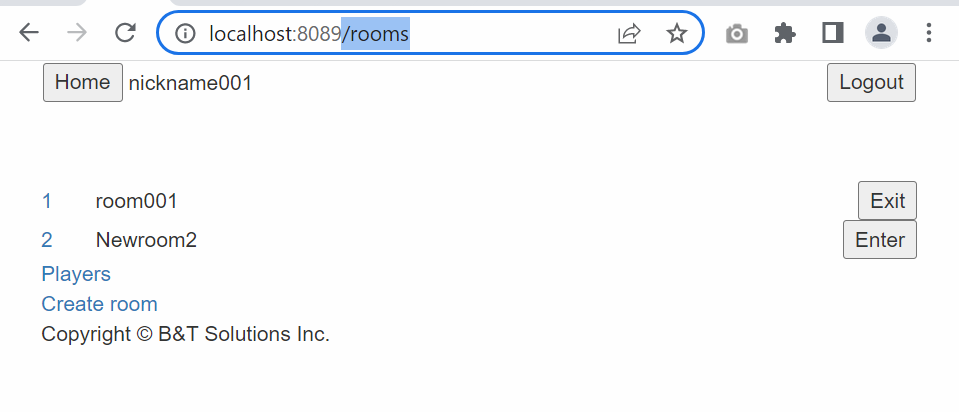 localhost:8089/rooms
Home nickname001 Logout
1 room001 Exit
2 Newroom2 Enter
Players
Create room
Copyright © B&T Solutions Inc.